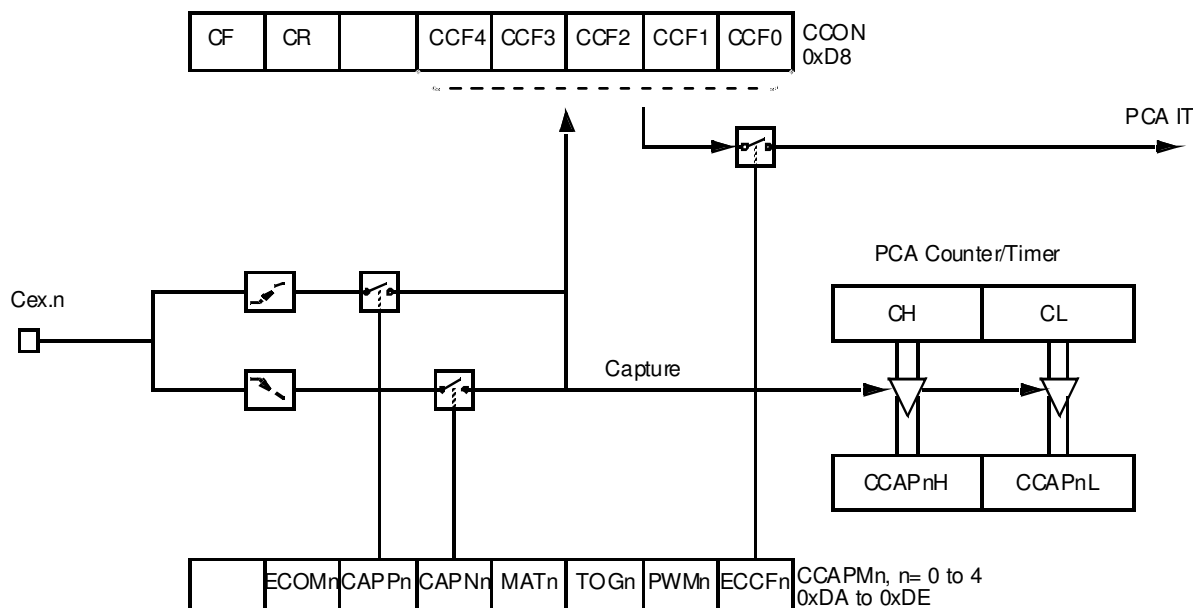 CF CR CCF4 CCF3 CCF2 CCF1 CCF0 CCON
0xD8
PCA IT
PCA Counter/Timer
Cex.n
CH CL
Capture
CCAPnH CCAPnL
ECOMn CAPPn CAPNn MATn TOGn PWMn ECCFn CCAPMn, n= 0 to 4
0xDA to 0xDE